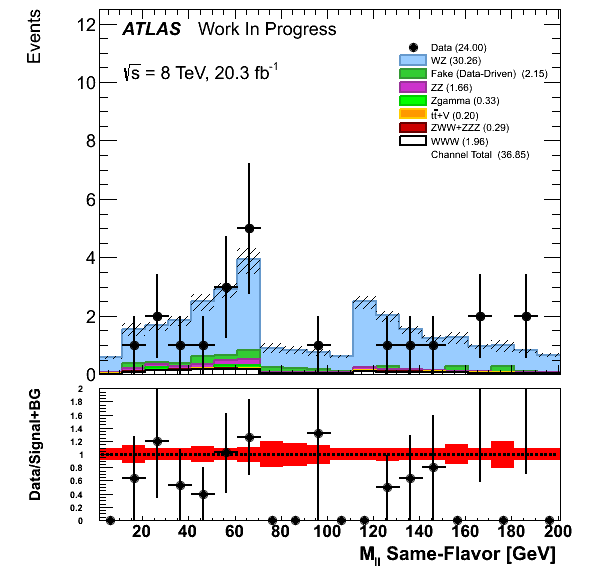 Events
ATLAS Work In Progress
√s = 8 TeV, 20.3 fb⁻¹
Data (24.00)
WZ (30.26)
Fake (Data-Driven) (2.15)
ZZ (1.66)
Zgamma (0.33)
tt̄+V (0.20)
ZWW+ZZZ (0.29)
WWW (1.96)
Channel Total (36.85)
12
10
8
6
4
2
0
Data/Signal+BG
2
1.8
1.6
1.4
1.2
1
0.8
0.6
0.4
0.2
0
20 40 60 80 100 120 140 160 180 200
M_ll Same-Flavor [GeV]